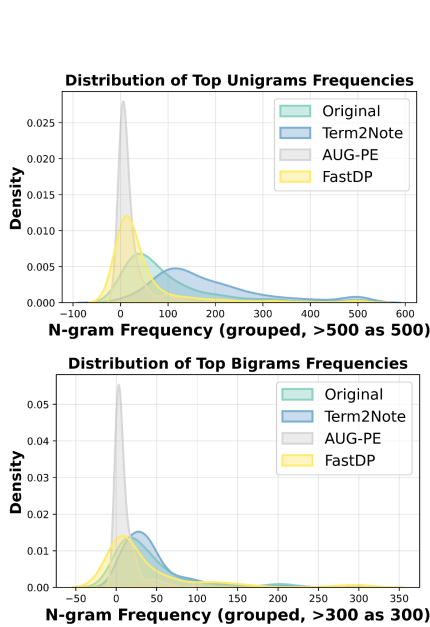 Distribution of Top Unigrams Frequencies
Original
Term2Note
AUG-PE
FastDP
Density
0.025
0.020
0.015
0.010
0.005
0.000
−100 0 100 200 300 400 500 600
N-gram Frequency (grouped, >500 as 500)
Distribution of Top Bigrams Frequencies
Original
Term2Note
AUG-PE
FastDP
Density
0.05
0.04
0.03
0.02
0.01
0.00
−50 0 50 100 150 200 250 300 350
N-gram Frequency (grouped, >300 as 300)